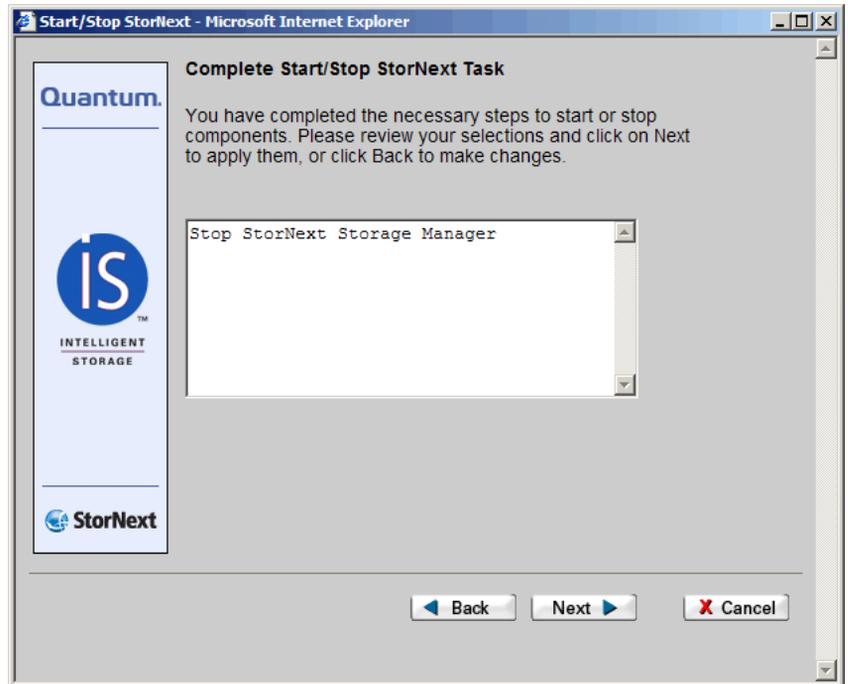 Start/Stop StorNext - Microsoft Internet Explorer
Quantum.
iS
TM
INTELLIGENT
STORAGE
StorNext
Complete Start/Stop StorNext Task
You have completed the necessary steps to start or stop
components. Please review your selections and click on Next
to apply them, or click Back to make changes.
Stop StorNext Storage Manager
Back
Next
X Cancel